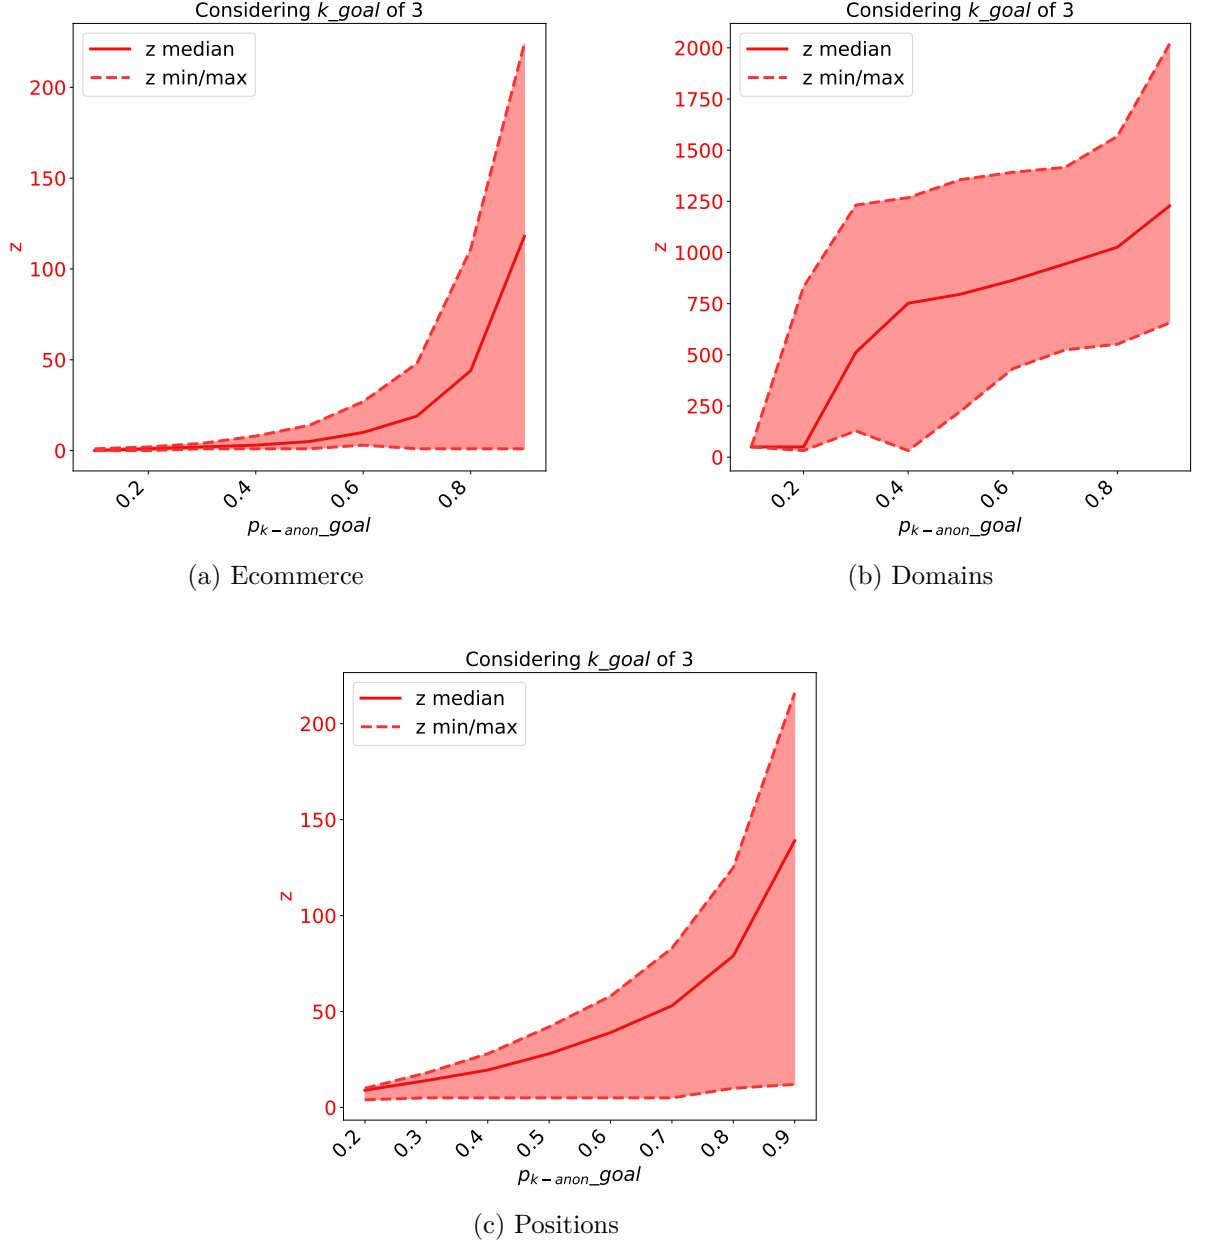 Considering k_goal of 3
z median
z min/max
200
150
100
50
0
z
0.2 0.4 0.6 0.8
p_{k-anon}_goal
(a) Ecommerce
Considering k_goal of 3
z median
z min/max
2000
1750
1500
1250
1000
750
500
250
0
z
0.2 0.4 0.6 0.8
p_{k-anon}_goal
(b) Domains
Considering k_goal of 3
z median
z min/max
200
150
100
50
0
z
0.2 0.3 0.4 0.5 0.6 0.7 0.8 0.9
p_{k-anon}_goal
(c) Positions